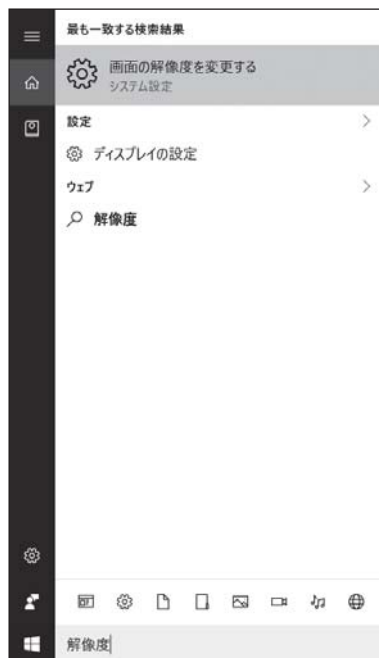 最も一致する検索結果
画面の解像度を変更する
システム設定
設定
ディスプレイの設定
ウェブ
解像度
解像度